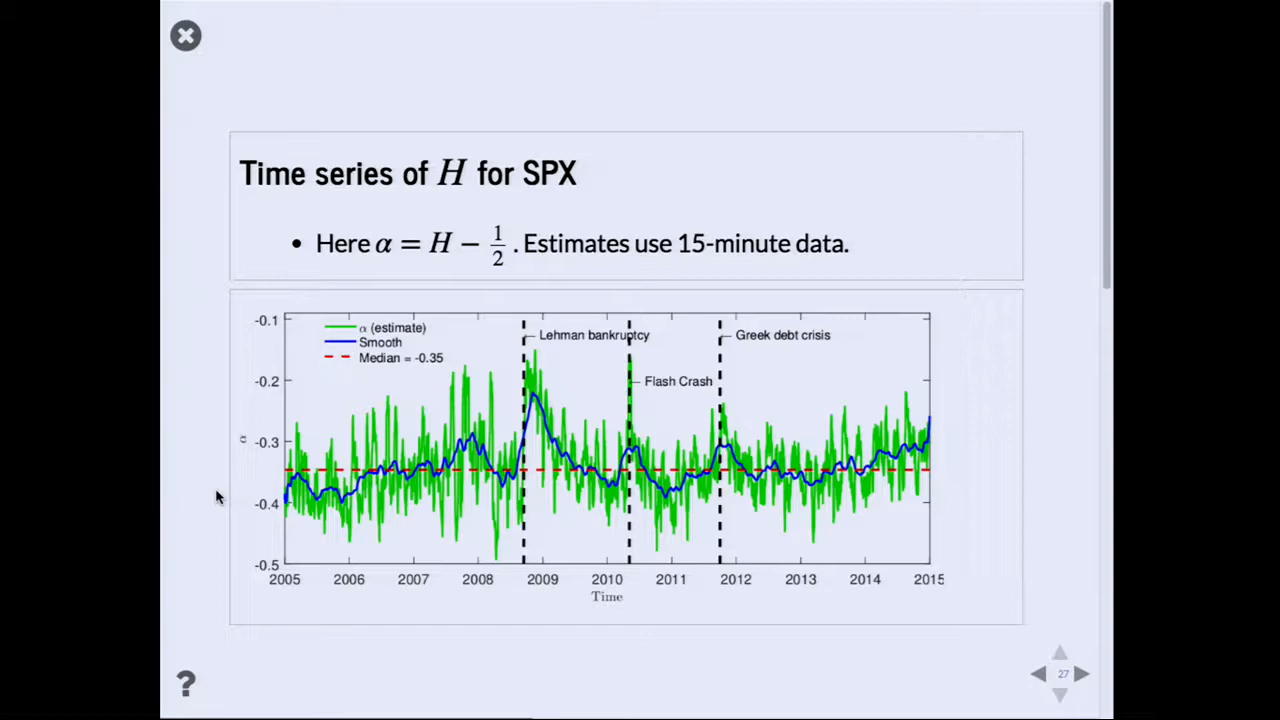 Time series of H for SPX
• Here α = H − 1/2 . Estimates use 15-minute data.
α (estimate)
Smooth
Median = -0.35
Lehman bankruptcy
Flash Crash
Greek debt crisis
-0.1
-0.2
-0.3
-0.4
-0.5
α
2005 2006 2007 2008 2009 2010 2011 2012 2013 2014 2015
Time
?
27